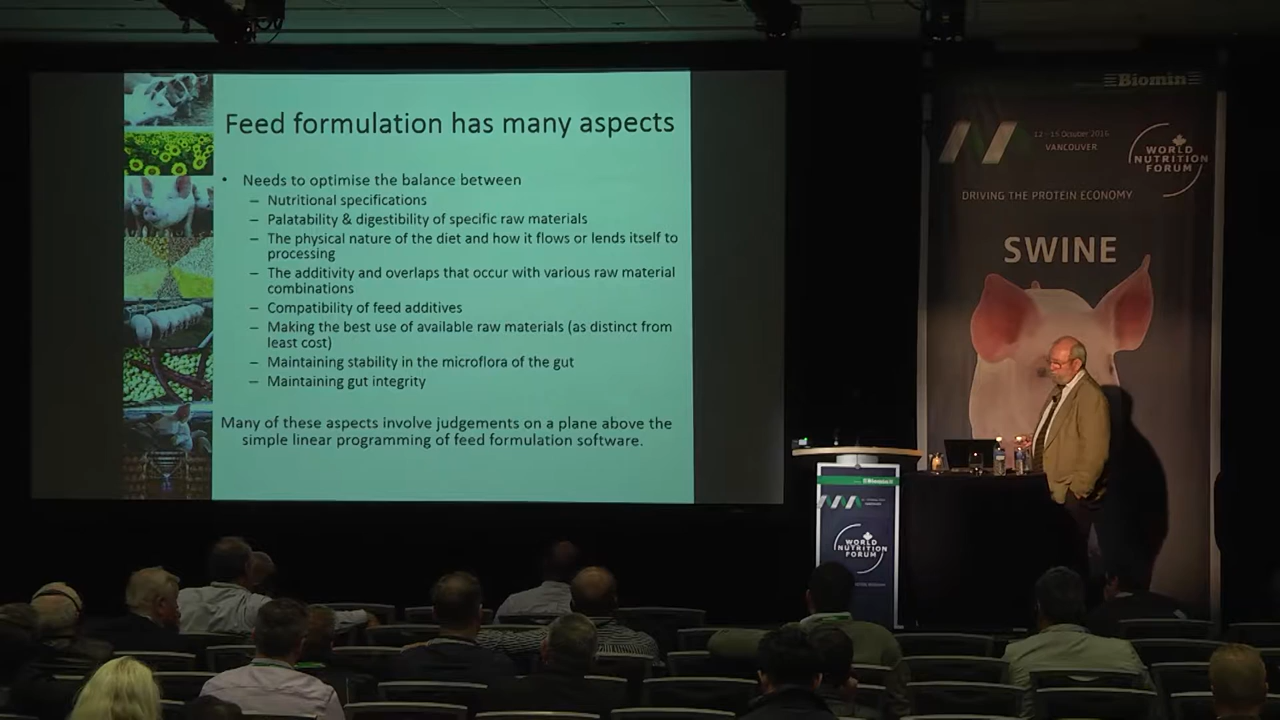 Feed formulation has many aspects
• Needs to optimise the balance between
– Nutritional specifications
– Palatability & digestibility of specific raw materials
– The physical nature of the diet and how it flows or lends itself to
processing
– The additivity and overlaps that occur with various raw material
combinations
– Compatibility of feed additives
– Making the best use of available raw materials (as distinct from
least cost)
– Maintaining stability in the microflora of the gut
– Maintaining gut integrity
Many of these aspects involve judgements on a plane above the
simple linear programming of feed formulation software.
Biomin
VANCOUVER
WORLD
NUTRITION
FORUM
DRIVING THE PROTEIN ECONOMY
SWINE
Biomin
WORLD
NUTRITION
FORUM